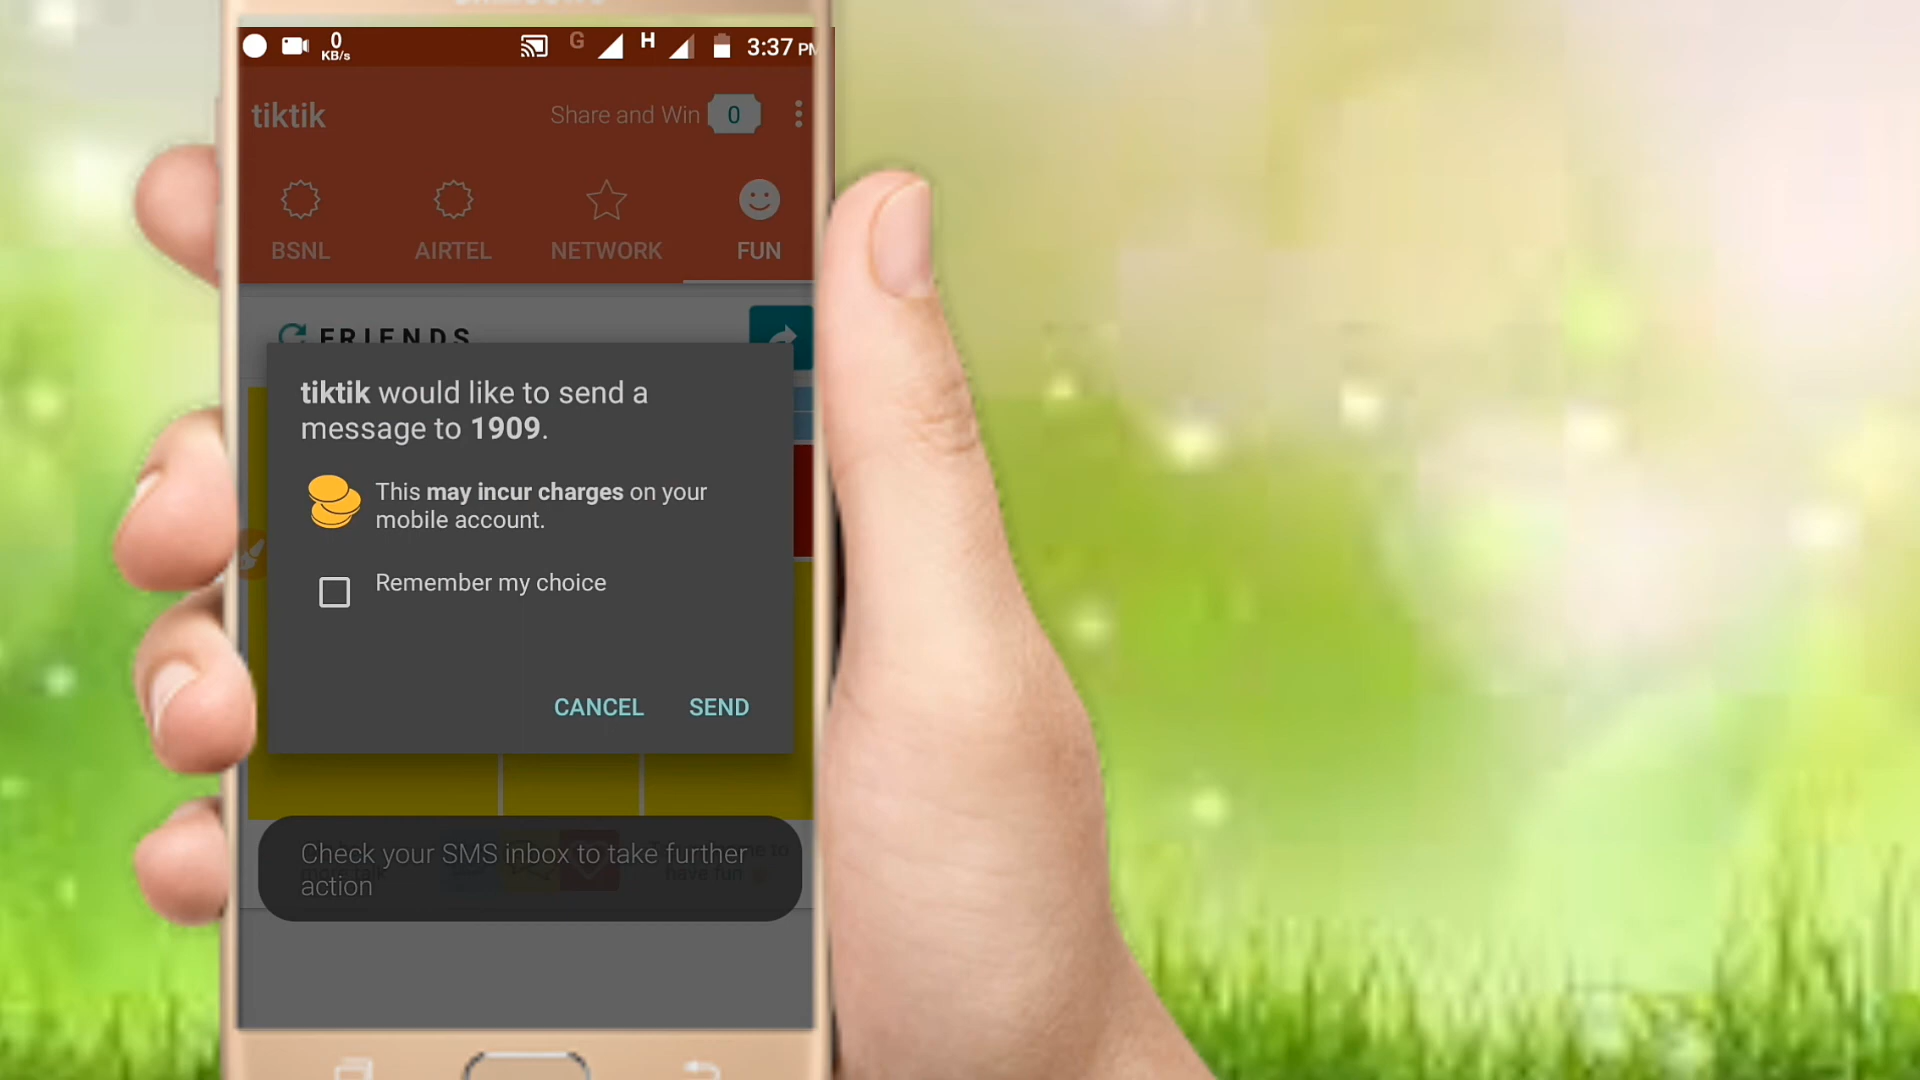 0
KB/s
G
H
3:37 PM
tiktik
Share and Win
0
BSNL
AIRTEL
NETWORK
FUN
FRIENDS
tiktik would like to send a
message to 1909.
This may incur charges on your
mobile account.
Remember my choice
CANCEL
SEND
Check your SMS inbox to take further
action
have fun